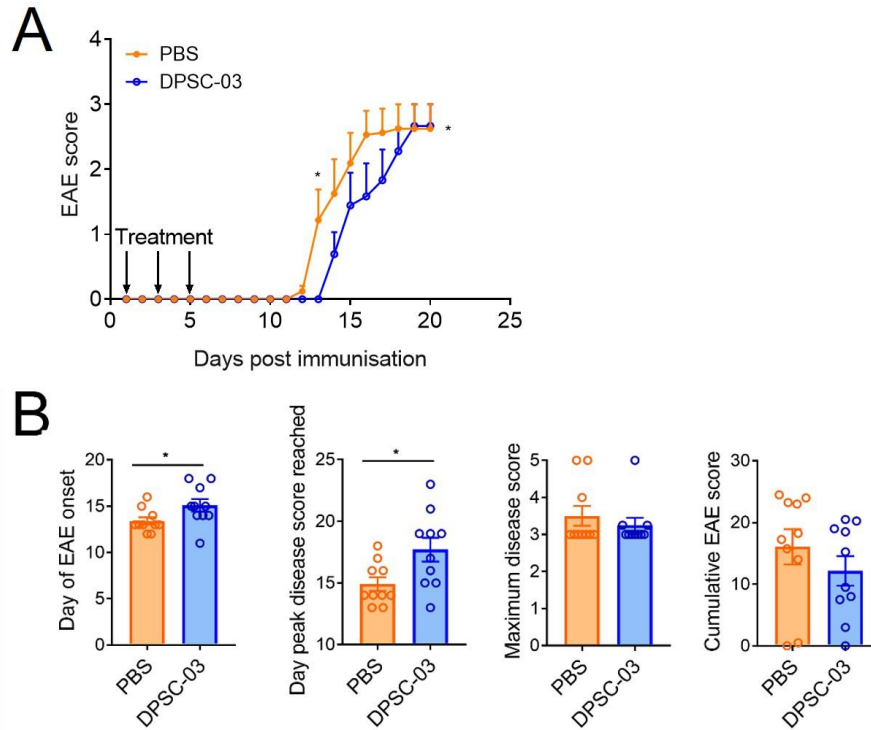 A
4
3
2
1
0
EAE score
PBS
DPSC-03
*
*
Treatment
0
5
10
15
20
25
Days post immunisation
B
20
15
10
5
0
Day of EAE onset
*
PBS
DPSC-03
25
20
15
10
Day peak disease score reached
*
PBS
DPSC-03
5
4
3
2
1
0
Maximum disease score
PBS
DPSC-03
30
20
10
0
Cumulative EAE score
PBS
DPSC-03